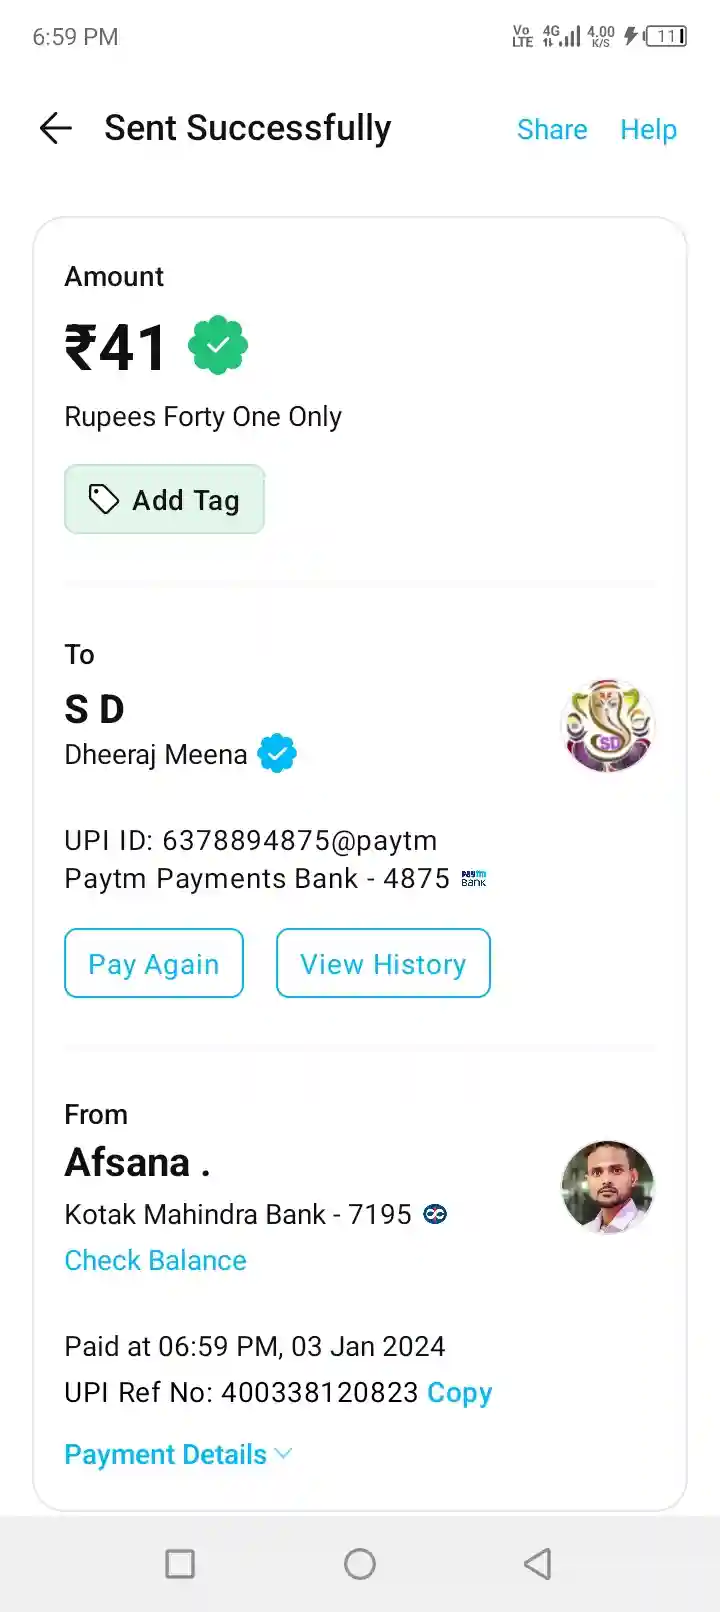 6:59 PM
Vo LTE 4G 4.00 K/S 11
Sent Successfully Share Help
Amount
₹41
Rupees Forty One Only
Add Tag
To
S D
Dheeraj Meena
SD
UPI ID: 6378894875@paytm
Paytm Payments Bank - 4875 paytm BANK
Pay Again View History
From
Afsana .
Kotak Mahindra Bank - 7195
Check Balance
Paid at 06:59 PM, 03 Jan 2024
UPI Ref No: 400338120823 Copy
Payment Details